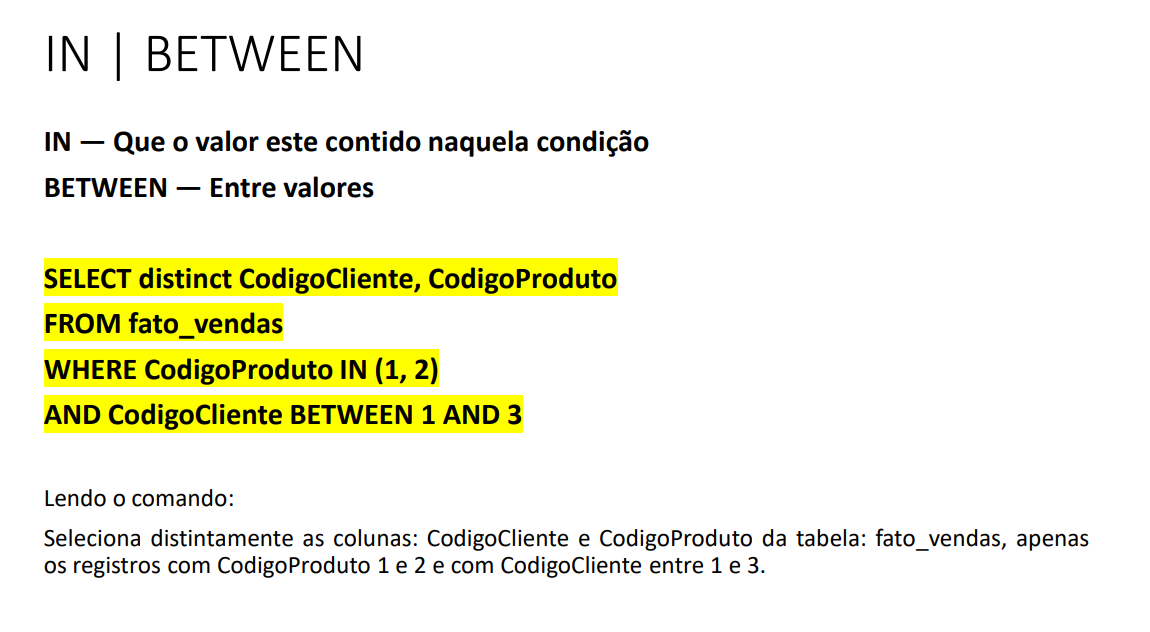 IN | BETWEEN
IN — Que o valor este contido naquela condição
BETWEEN — Entre valores
SELECT distinct CodigoCliente, CodigoProduto
FROM fato_vendas
WHERE CodigoProduto IN (1, 2)
AND CodigoCliente BETWEEN 1 AND 3
Lendo o comando:
Seleciona distintamente as colunas: CodigoCliente e CodigoProduto da tabela: fato_vendas, apenas
os registros com CodigoProduto 1 e 2 e com CodigoCliente entre 1 e 3.